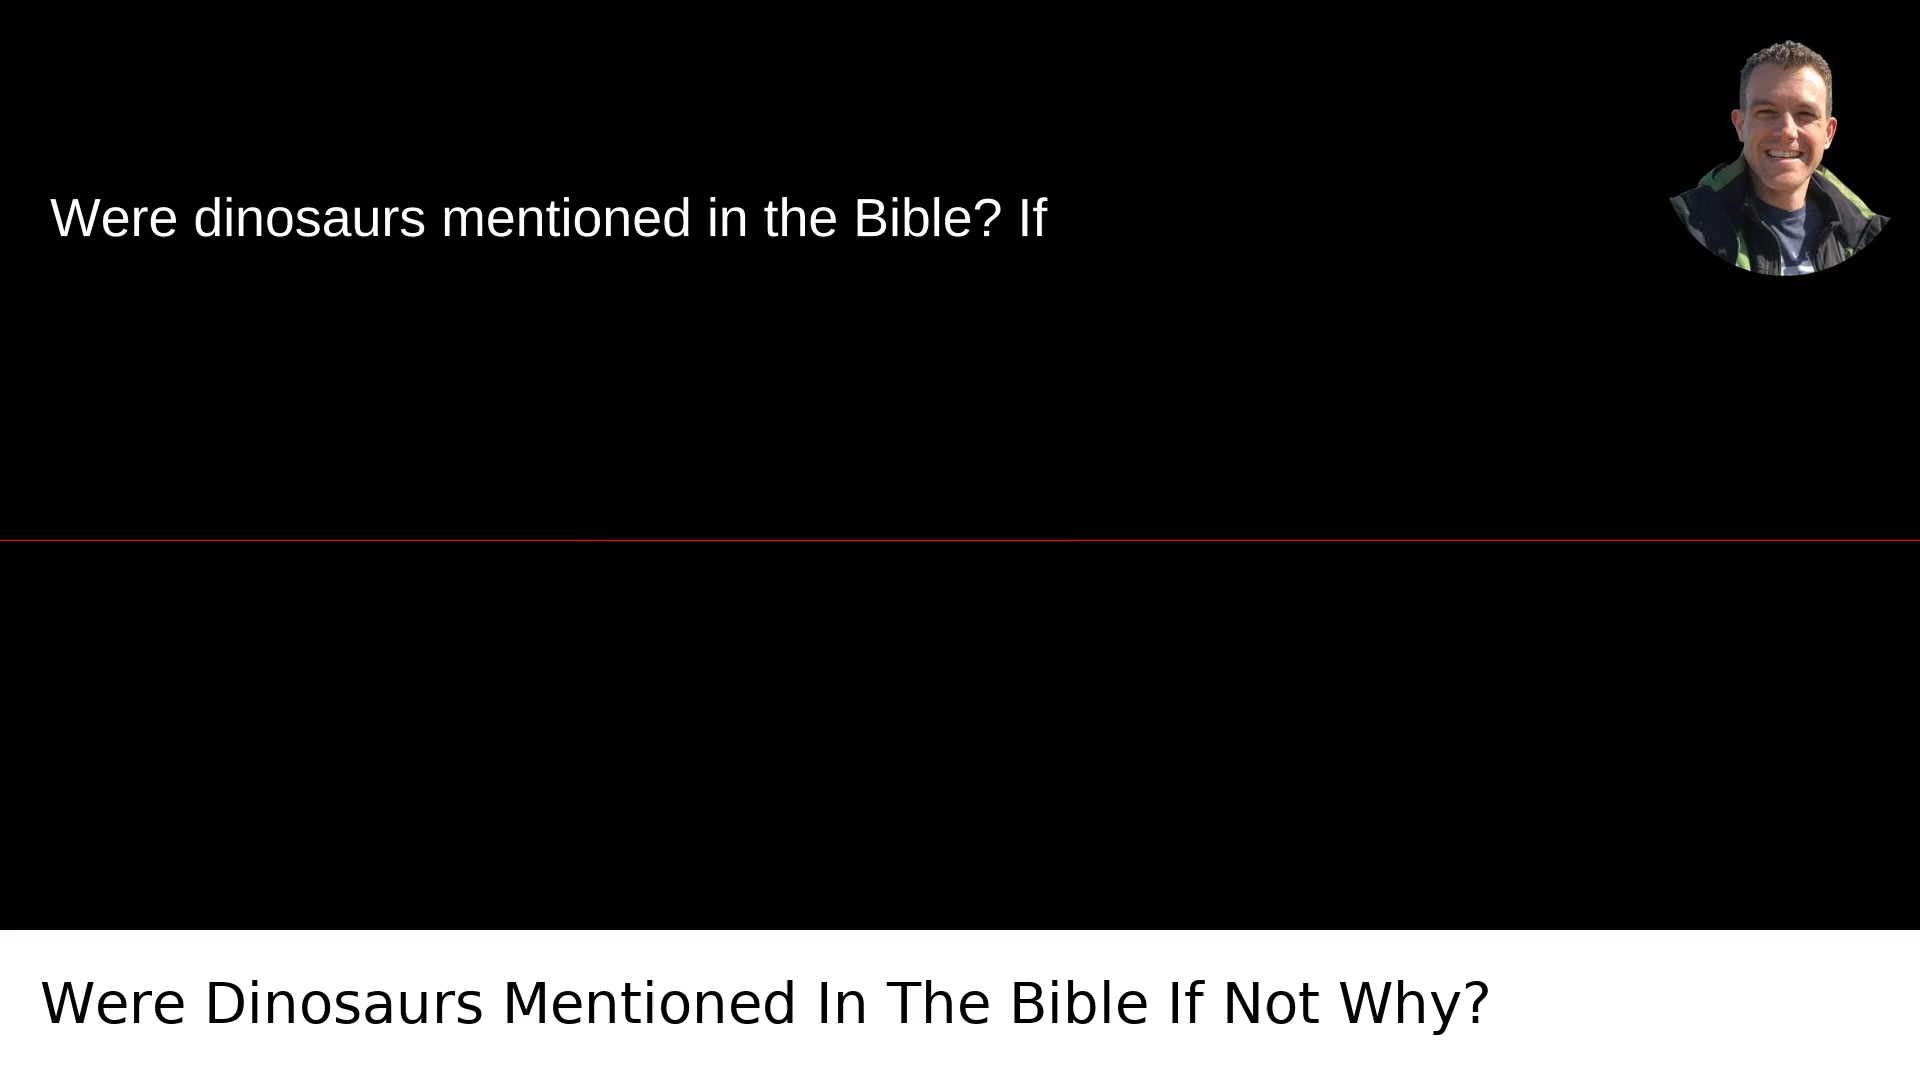 Were dinosaurs mentioned in the Bible? If
Were Dinosaurs Mentioned In The Bible If Not Why?